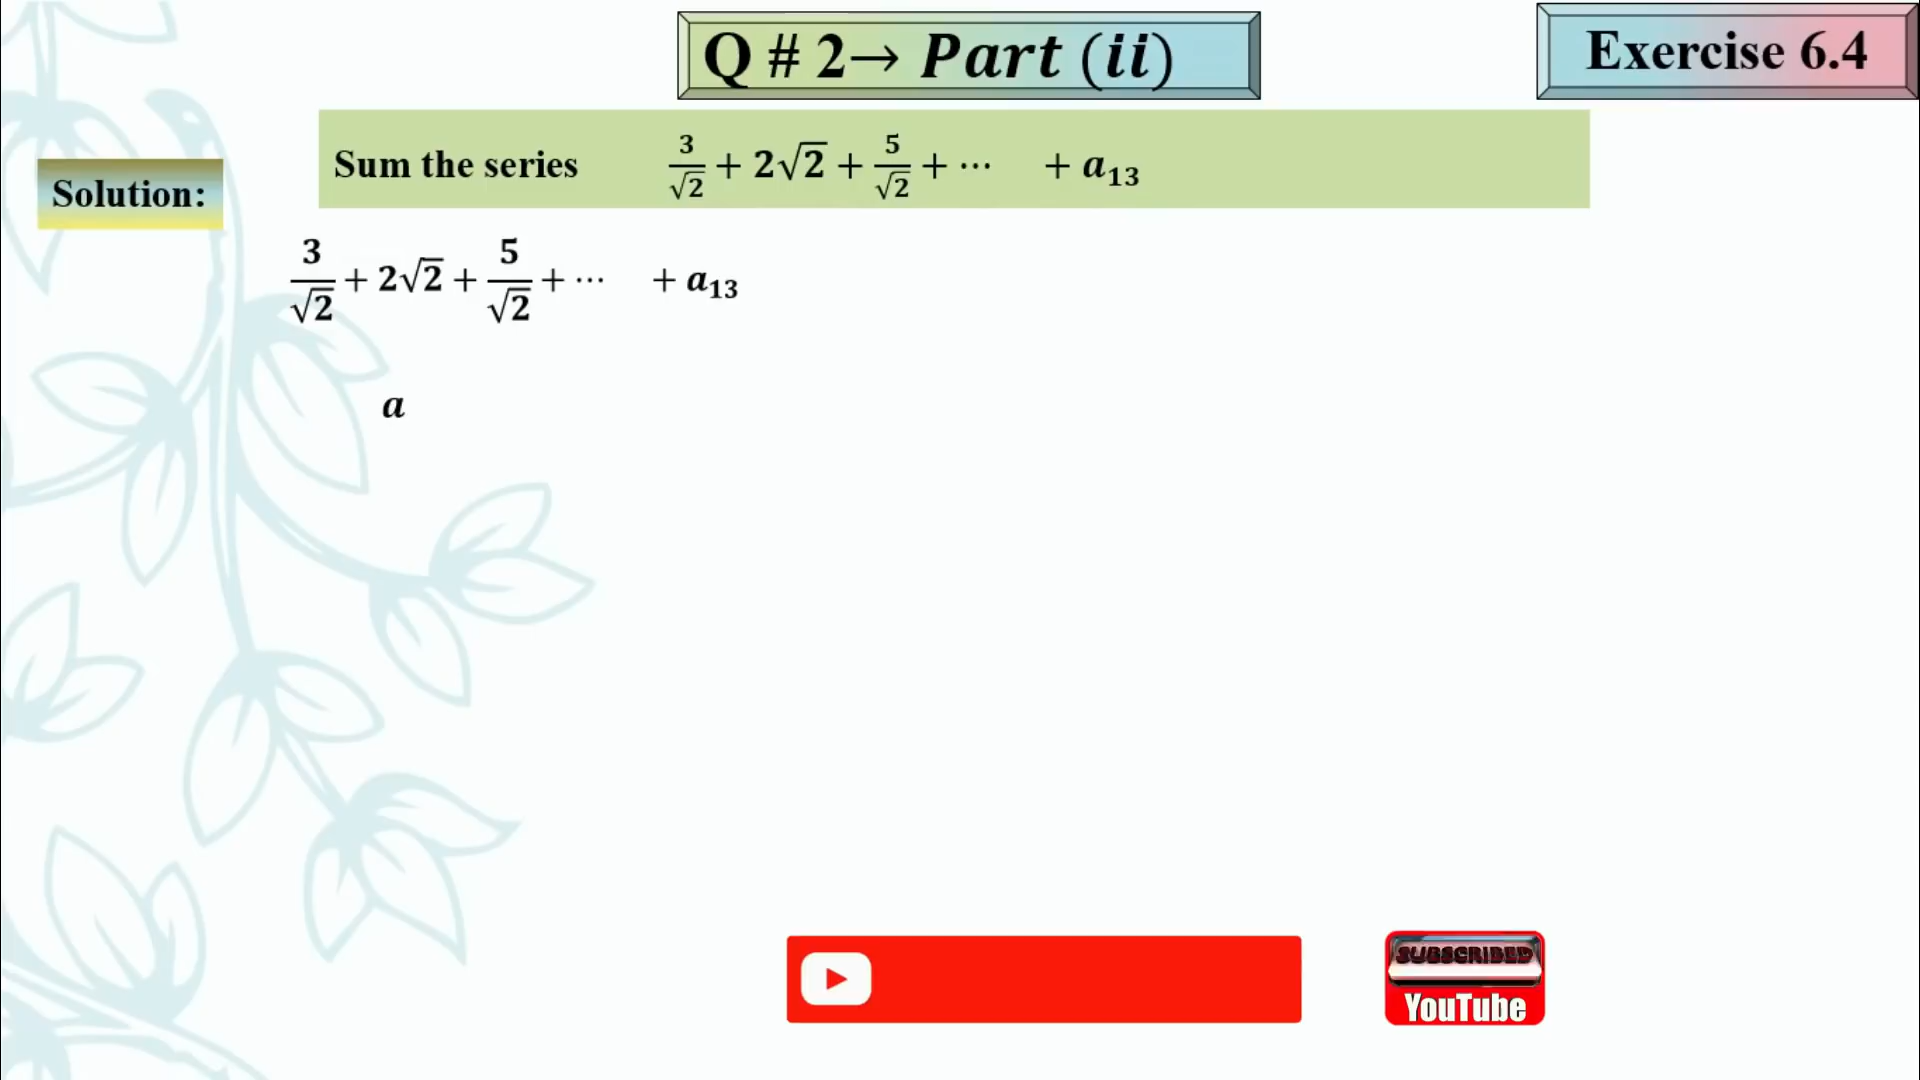 Q # 2→ Part (ii)
Exercise 6.4
Sum the series 3/√2 + 2√2 + 5/√2 + ⋯ + a₁₃
Solution:
3/√2 + 2√2 + 5/√2 + ⋯ + a₁₃
a
SUBSCRIBED
YouTube